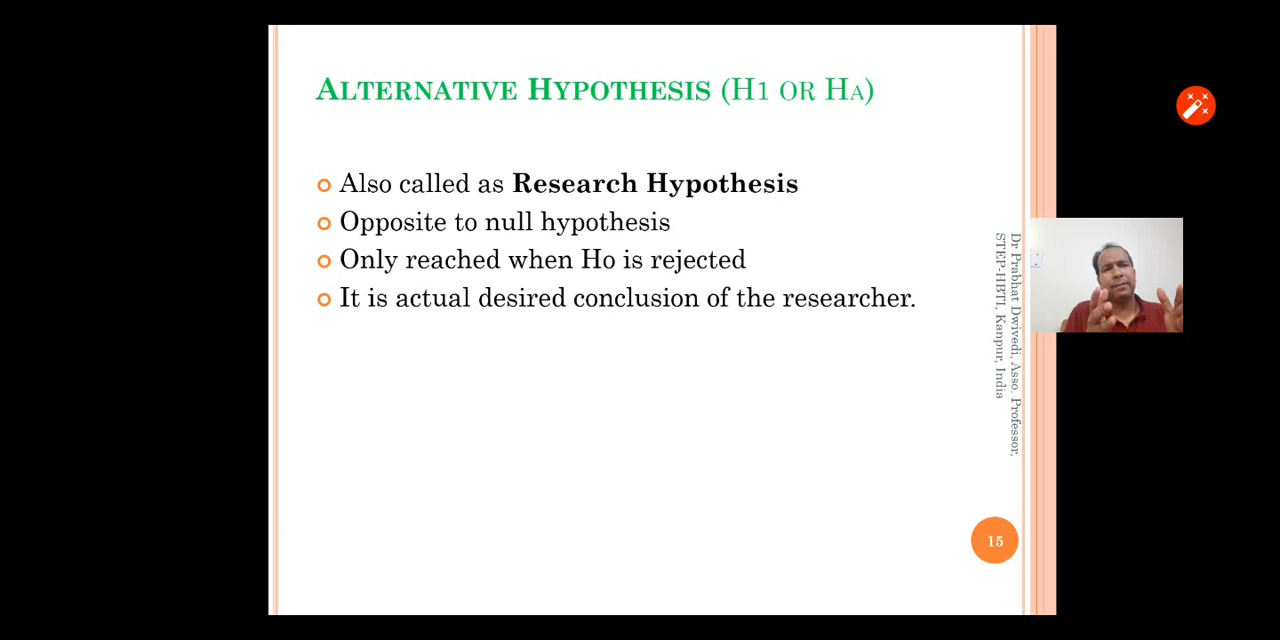 ALTERNATIVE HYPOTHESIS (H1 OR HA)
Also called as Research Hypothesis
Opposite to null hypothesis
Only reached when Ho is rejected
It is actual desired conclusion of the researcher.
Dr Prabhat Dwivedi, Asso. Professor,
STEP-HBTI, Kanpur, India
15